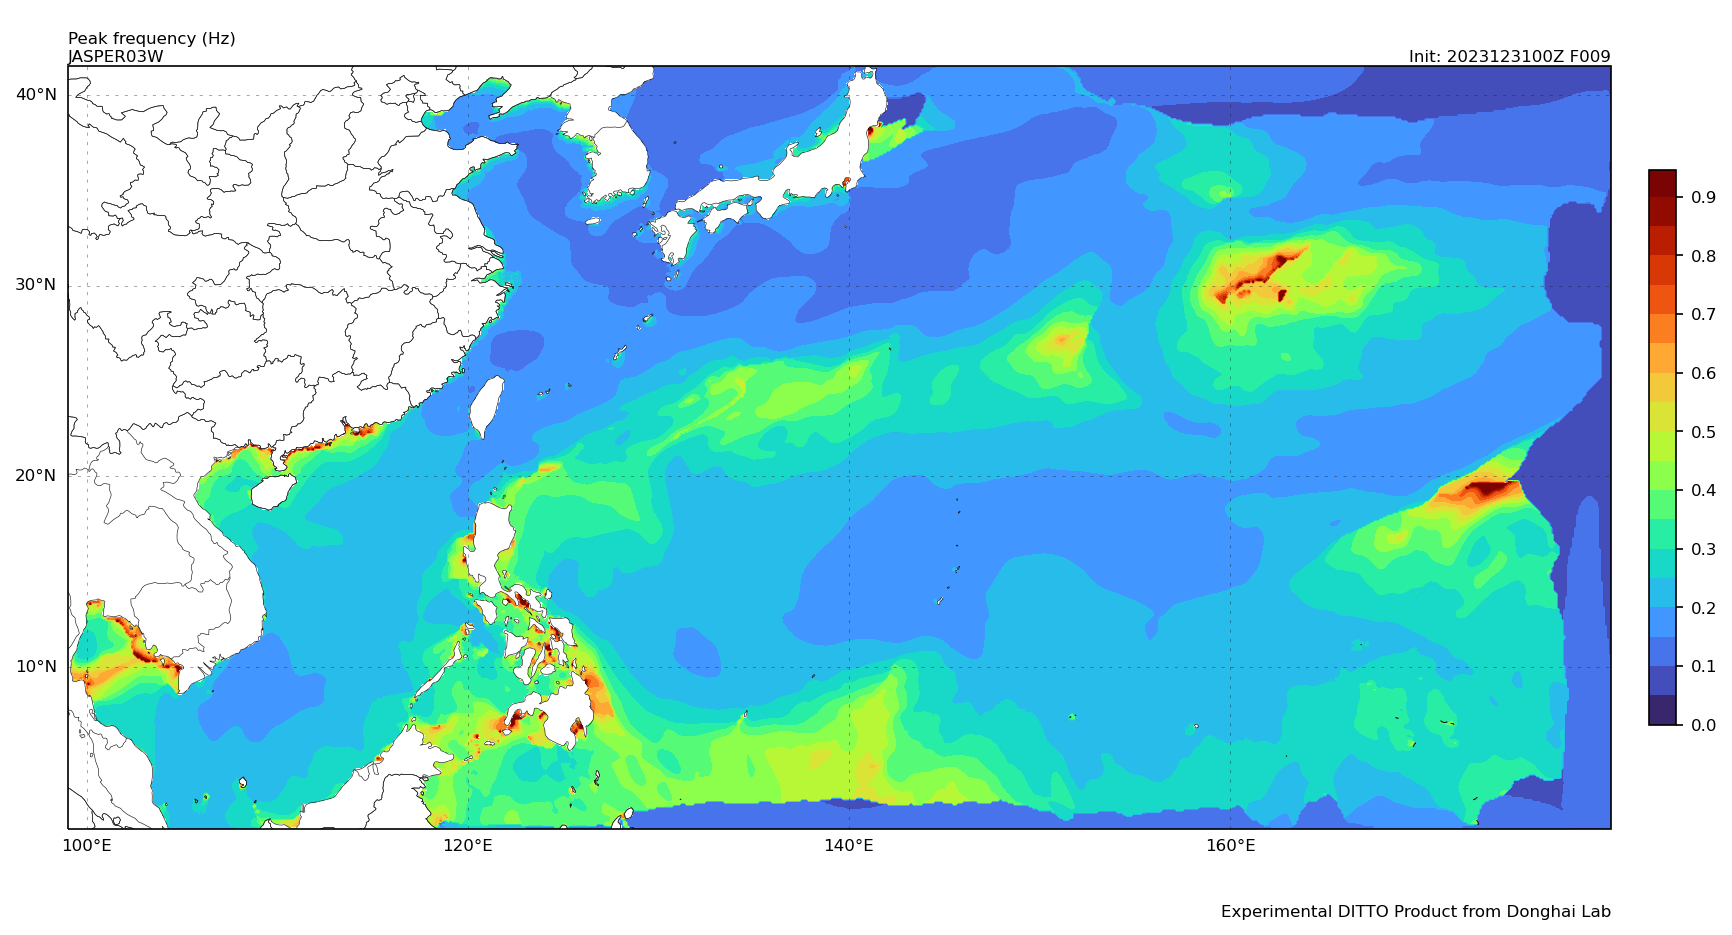 Peak frequency (Hz)
JASPER03W
Init: 2023123100Z F009
40°N
30°N
20°N
10°N
100°E
120°E
140°E
160°E
0.9
0.8
0.7
0.6
0.5
0.4
0.3
0.2
0.1
0.0
Experimental DITTO Product from Donghai Lab